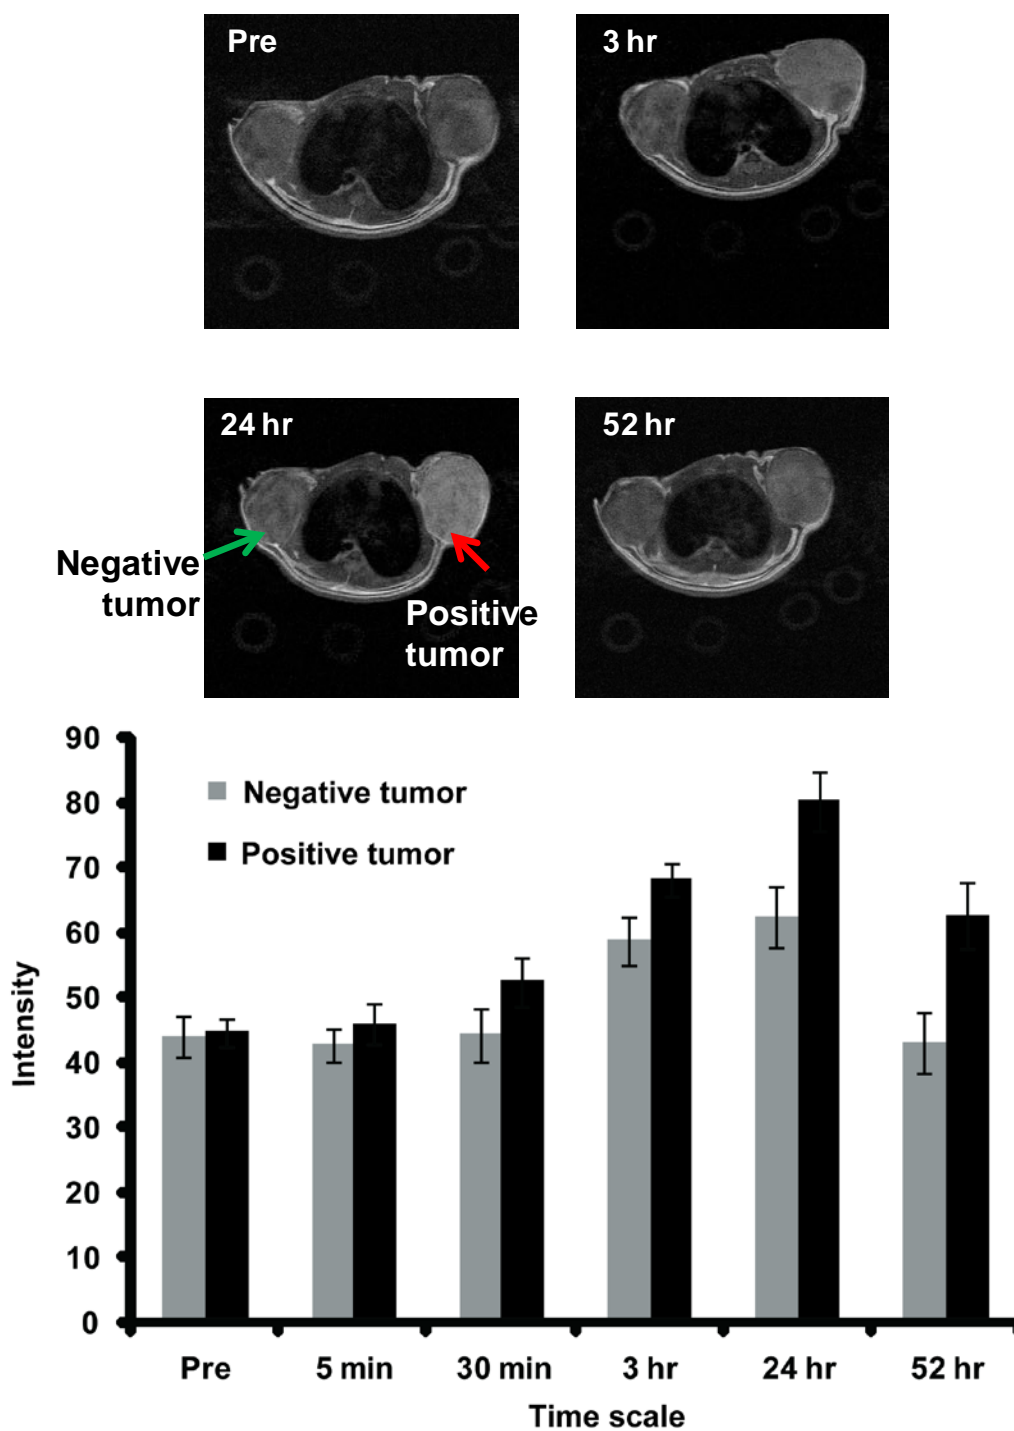 Pre
3 hr
24 hr
52 hr
Negative
tumor
Positive
tumor
90
80
70
60
50
40
30
20
10
0
Intensity
Negative tumor
Positive tumor
Pre
5 min
30 min
3 hr
24 hr
52 hr
Time scale